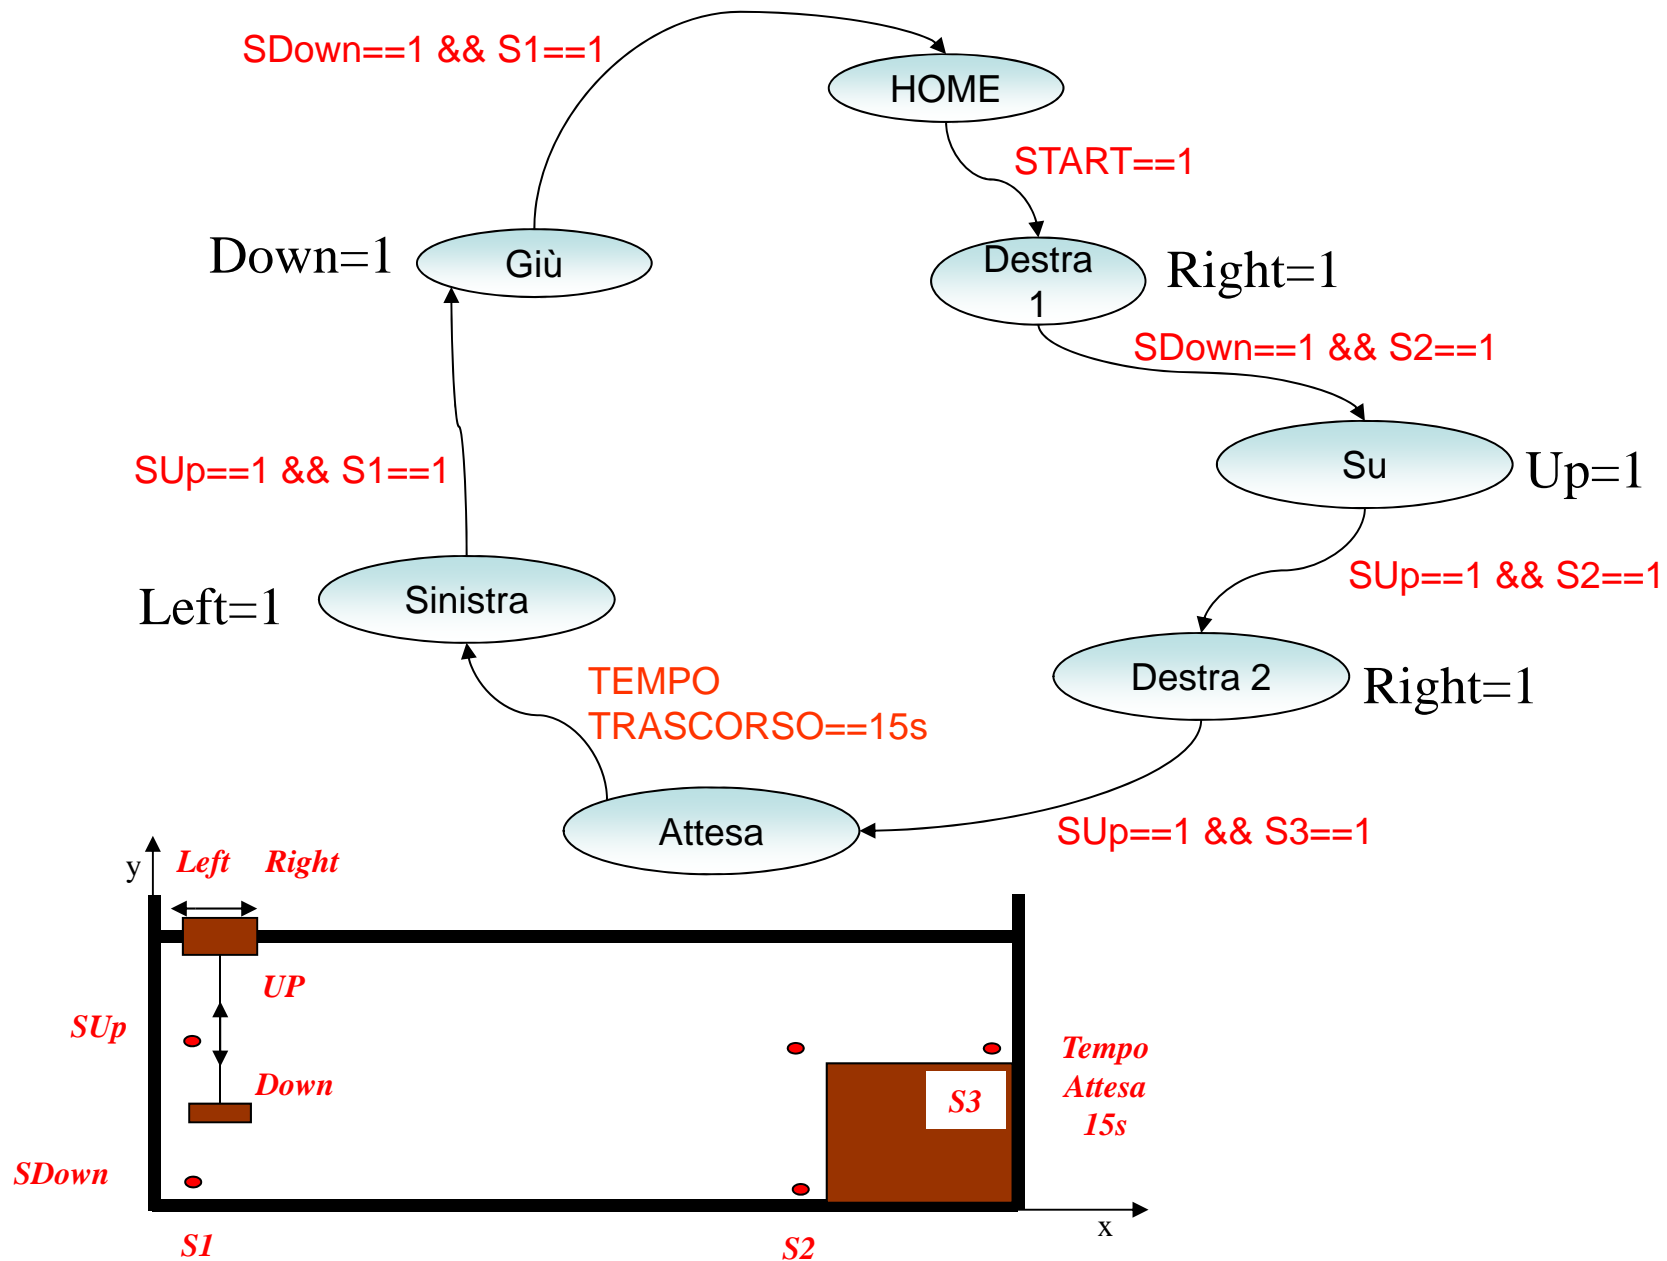 SDown==1 && S1==1
HOME
START==1
Down=1
Giù
Destra
1
Right=1
SDown==1 && S2==1
SUp==1 && S1==1
Su
Up=1
SUp==1 && S2==1
Left=1
Sinistra
TEMPO
TRASCORSO==15s
Destra 2
Right=1
Attesa
SUp==1 && S3==1
y
Left
Right
UP
SUp
Down
SDown
S3
Tempo
Attesa
15s
S1
S2
x